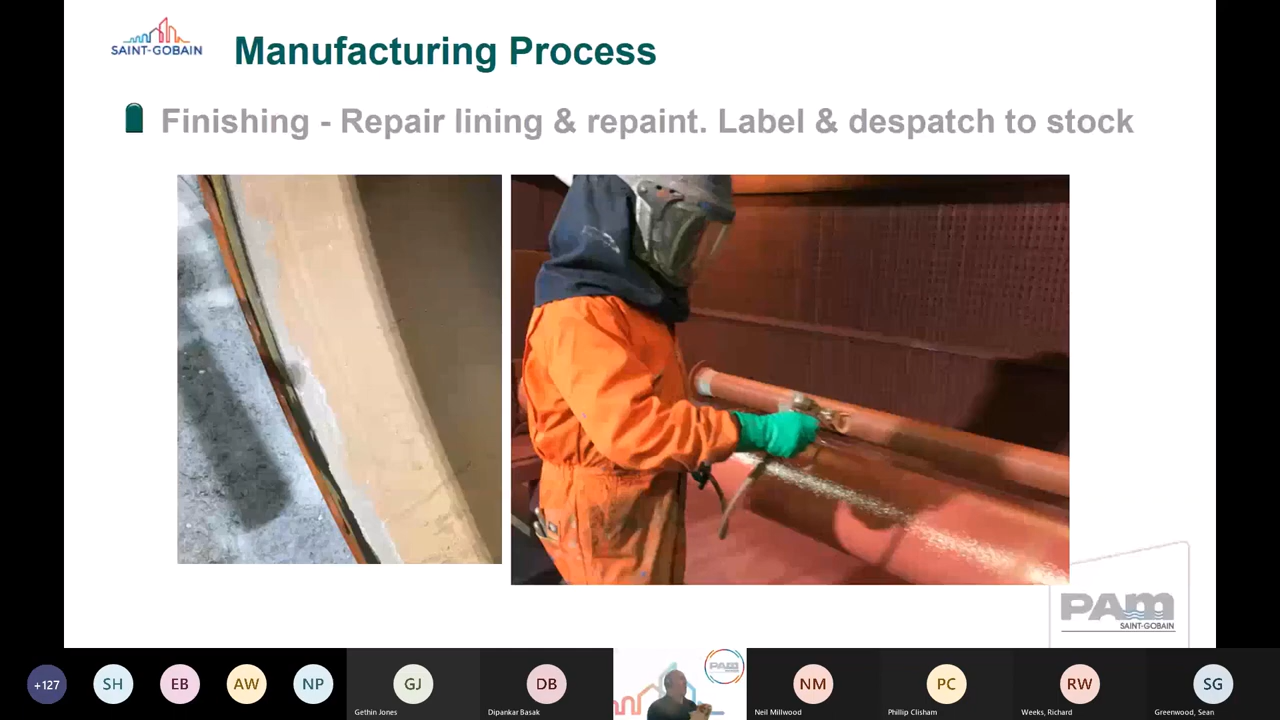 SAINT-GOBAIN
Manufacturing Process
Finishing - Repair lining & repaint. Label & despatch to stock
PAM
SAINT-GOBAIN
+127
SH
EB
AW
NP
GJ
Gethin Jones
DB
Dipankar Basak
PAM
NM
Neil Millwood
PC
Phillip Clisham
RW
Weeks, Richard
SG
Greenwood, Sean